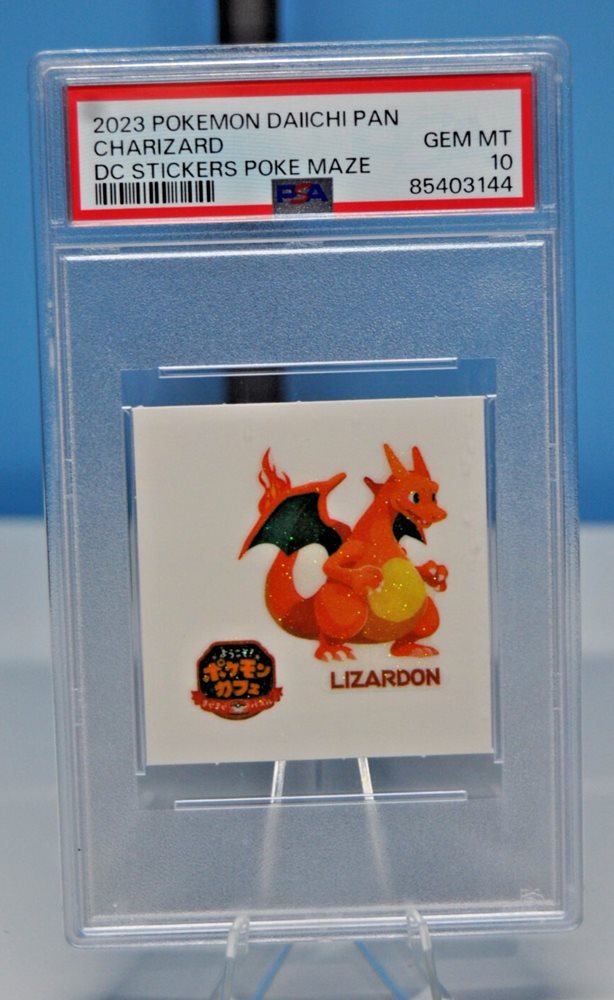 2023 POKEMON DAIICHI PAN
CHARIZARD
GEM MT
DC STICKERS POKE MAZE
10
PSA
85403144
LIZARDON
ようこそ!
ポケモン
カフェ